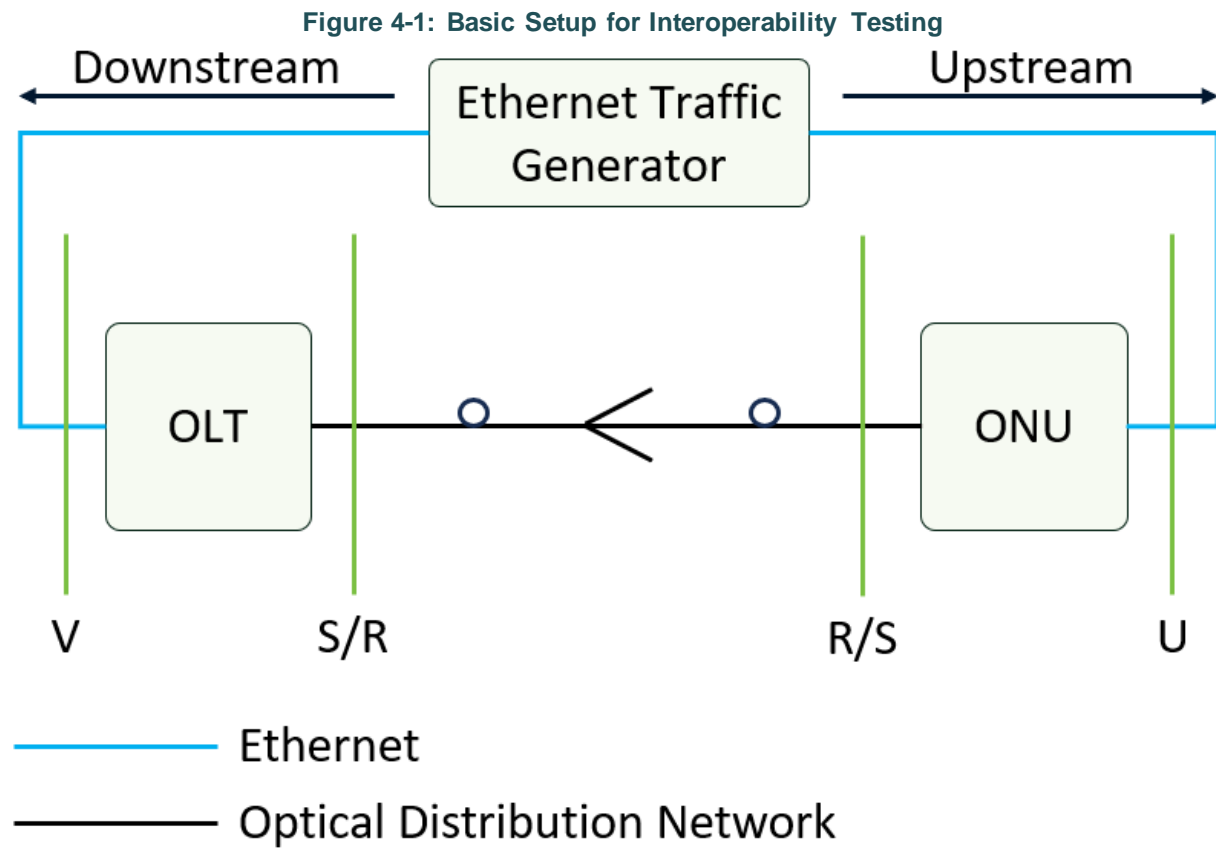 Figure 4-1: Basic Setup for Interoperability Testing
Downstream
Ethernet Traffic
Generator
Upstream
OLT
ONU
V
S/R
R/S
U
Ethernet
Optical Distribution Network